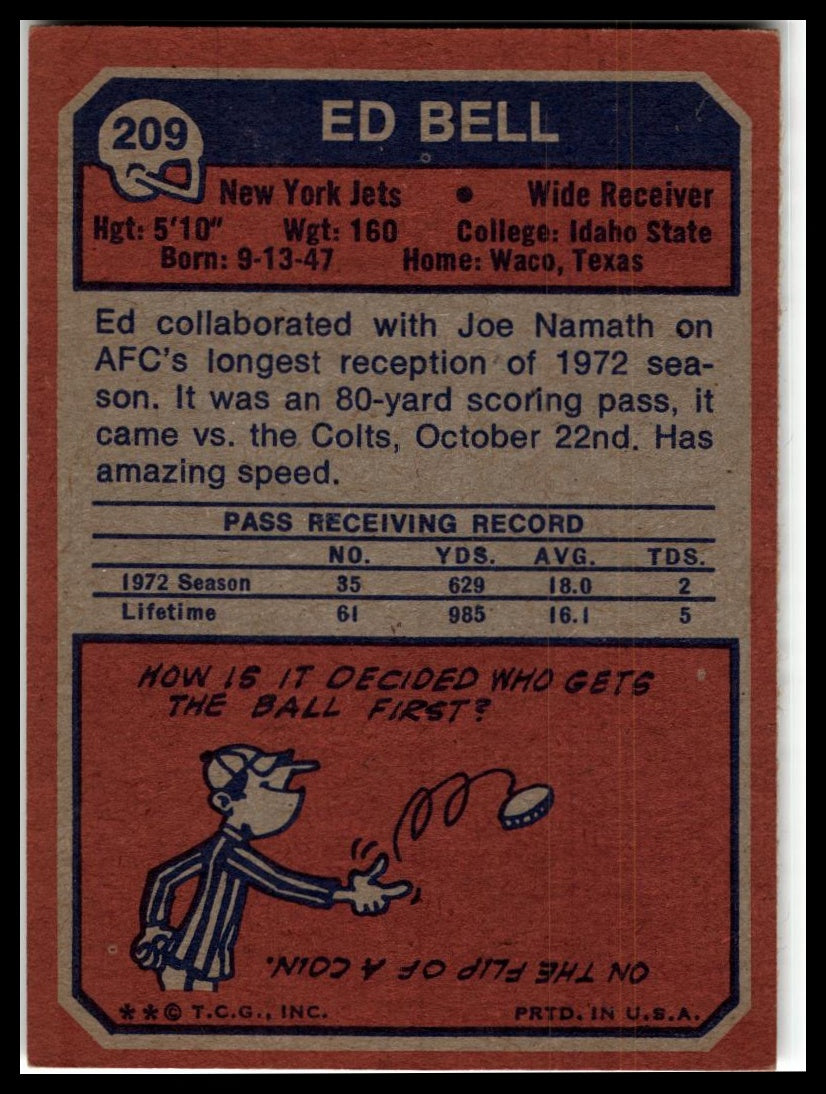 209
ED BELL
New York Jets • Wide Receiver
Hgt: 5'10" Wgt: 160 College: Idaho State
Born: 9-13-47 Home: Waco, Texas
Ed collaborated with Joe Namath on
AFC's longest reception of 1972 sea-
son. It was an 80-yard scoring pass, it
came vs. the Colts, October 22nd. Has
amazing speed.
PASS RECEIVING RECORD
NO. YDS. AVG. TDS.
1972 Season 35 629 18.0 2
Lifetime 61 985 16.1 5
HOW IS IT DECIDED WHO GETS
THE BALL FIRST?
ON THE FLIP OF A COIN.
**© T.C.G., INC. PRTD. IN U.S.A.